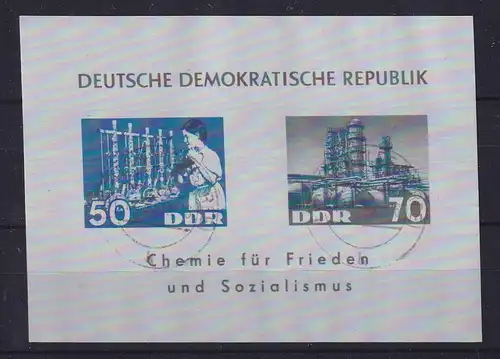 DEUTSCHE DEMOKRATISCHE REPUBLIK
50 DDR
DDR 70
Chemie für Frieden
und Sozialismus